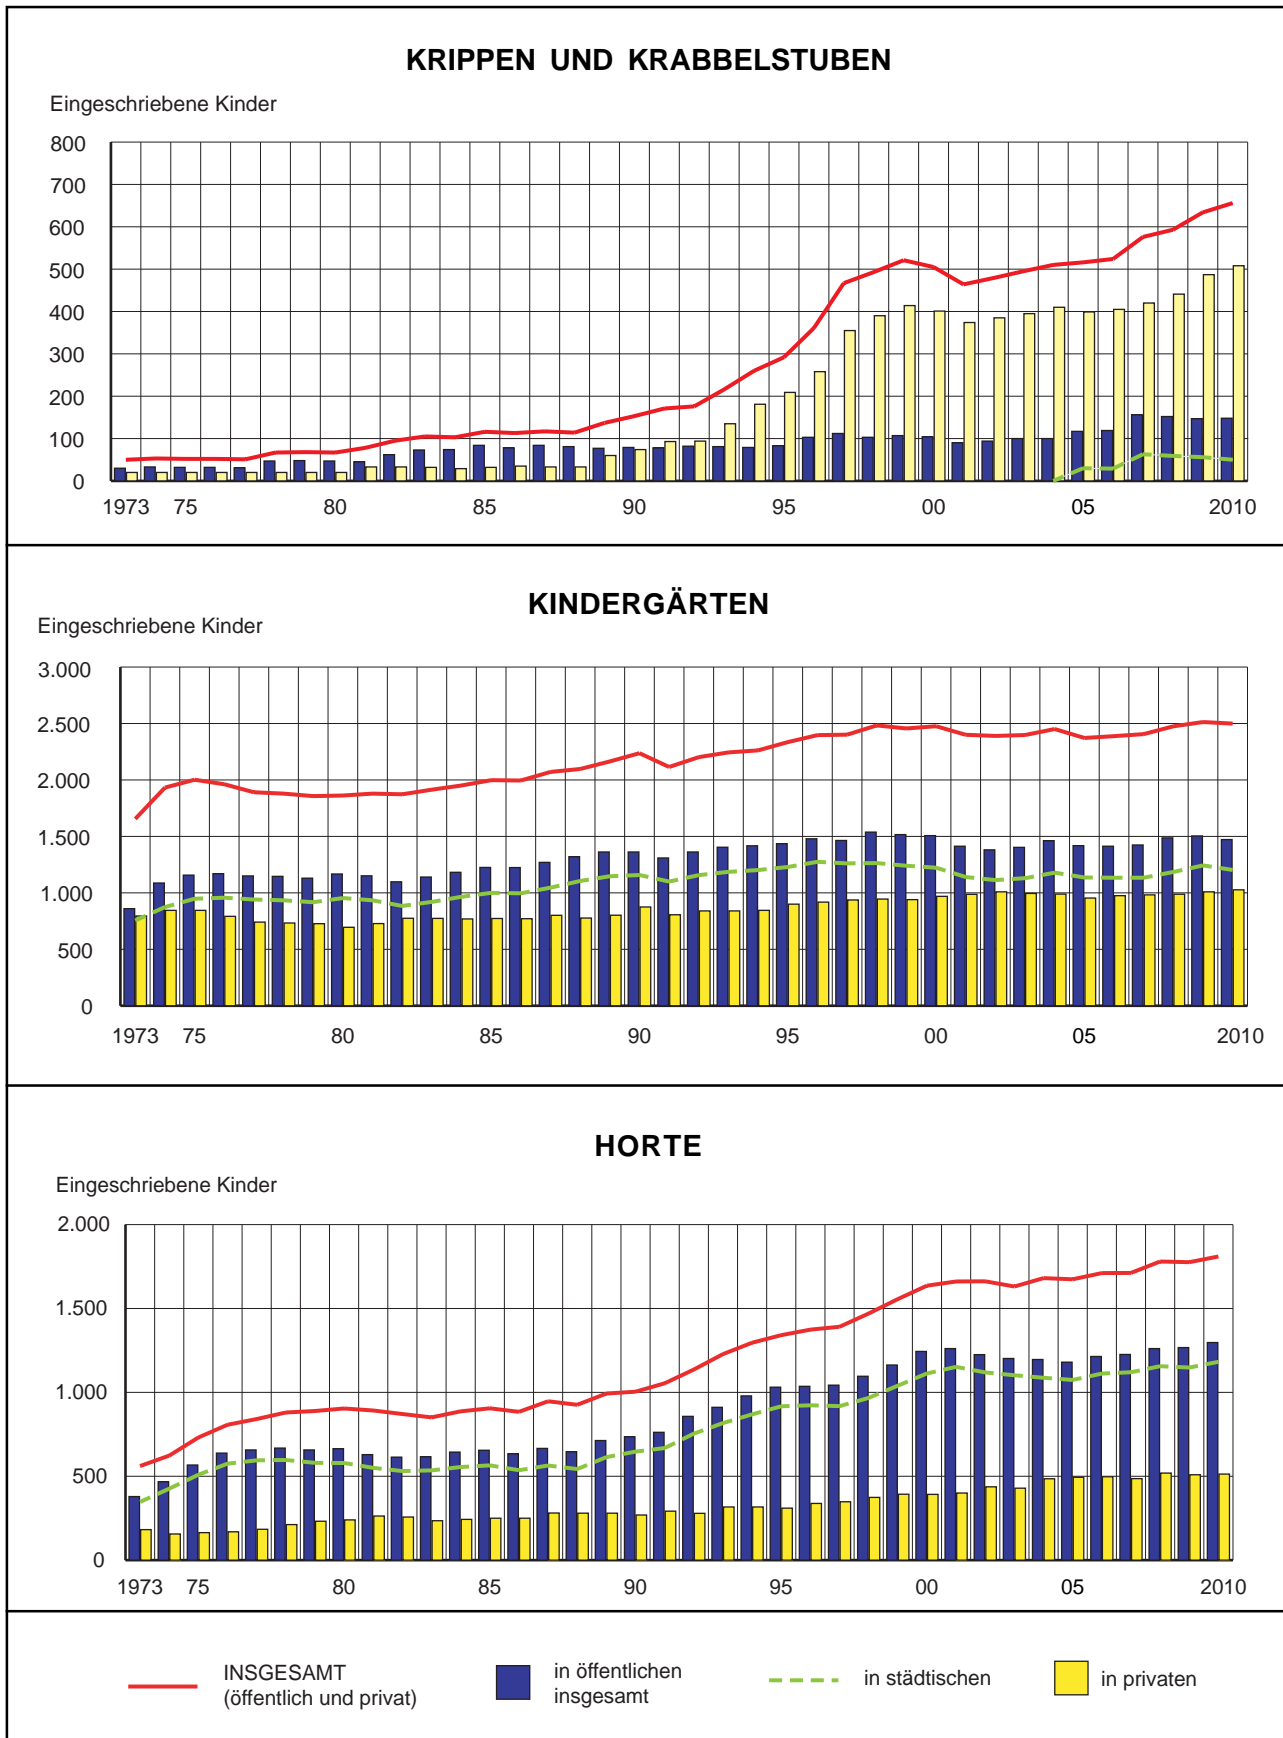 KRIPPEN UND KRABBELSTUBEN
Eingeschriebene Kinder
800
700
600
500
400
300
200
100
0
1973 75 80 85 90 95 00 05 2010
KINDERGÄRTEN
Eingeschriebene Kinder
3.000
2.500
2.000
1.500
1.000
500
0
1973 75 80 85 90 95 00 05 2010
HORTE
Eingeschriebene Kinder
2.000
1.500
1.000
500
0
1973 75 80 85 90 95 00 05 2010
INSGESAMT
(öffentlich und privat)
in öffentlichen
insgesamt
in städtischen
in privaten